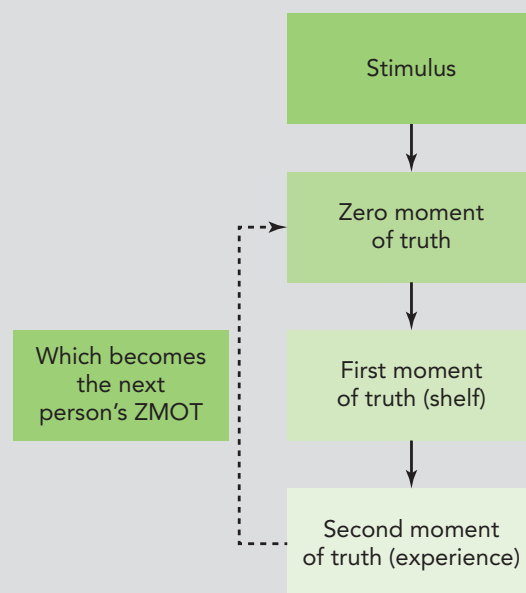 Stimulus
Zero moment
of truth
Which becomes
the next
person's ZMOT
First moment
of truth (shelf)
Second moment
of truth (experience)